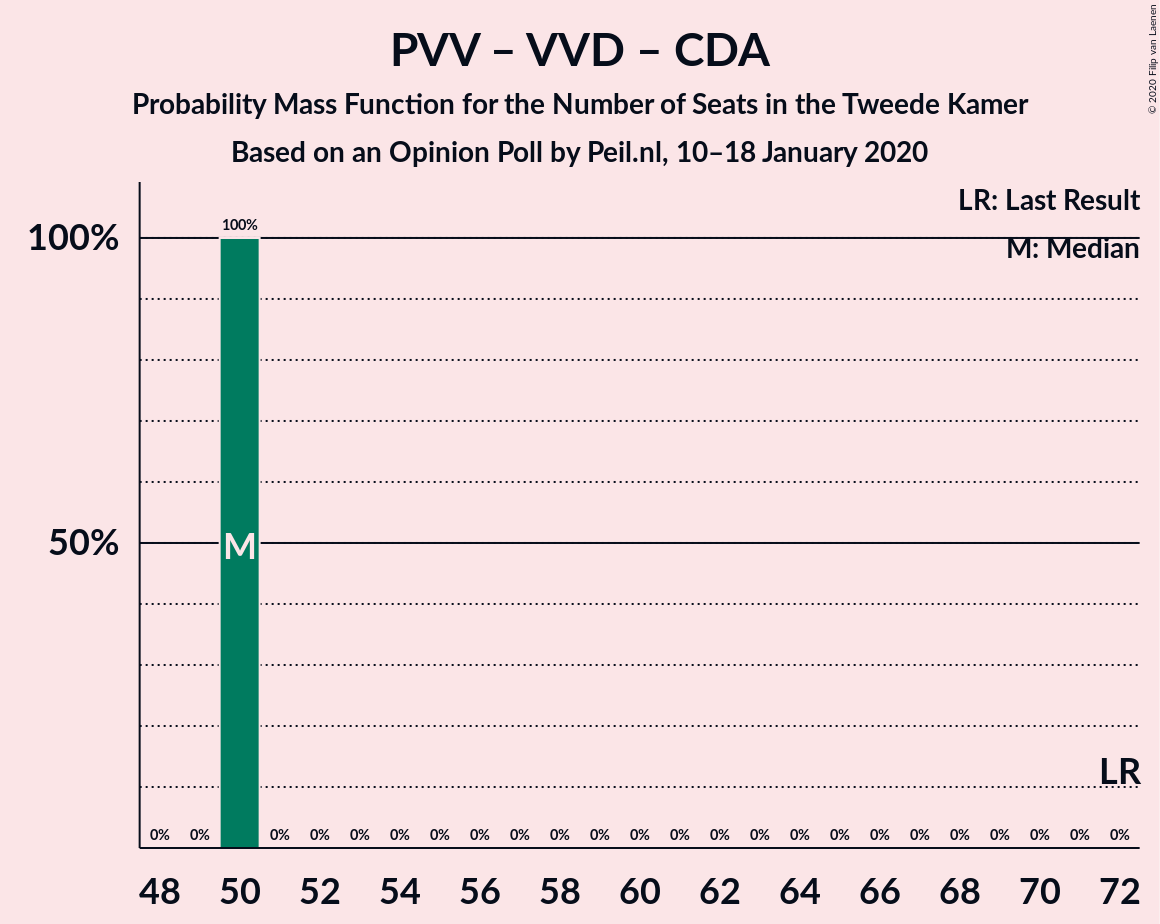 PVV – VVD – CDA
Probability Mass Function for the Number of Seats in the Tweede Kamer
Based on an Opinion Poll by Peil.nl, 10–18 January 2020
© 2020 Filip van Laenen
LR: Last Result
M: Median
100%
100%
50%
M
LR
0% 0% 0% 0% 0% 0% 0% 0% 0% 0% 0% 0% 0% 0% 0% 0% 0% 0% 0% 0% 0% 0% 0% 0%
48 50 52 54 56 58 60 62 64 66 68 70 72